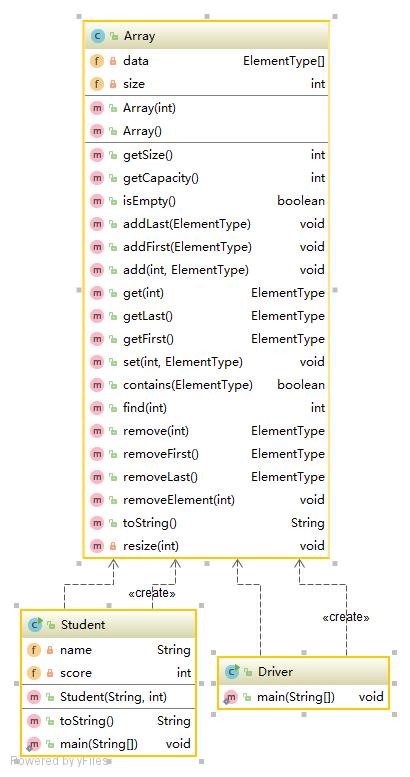 Array
data ElementType[]
size int
Array(int)
Array()
getSize() int
getCapacity() int
isEmpty() boolean
addLast(ElementType) void
addFirst(ElementType) void
add(int, ElementType) void
get(int) ElementType
getLast() ElementType
getFirst() ElementType
set(int, ElementType) void
contains(ElementType) boolean
find(int) int
remove(int) ElementType
removeFirst() ElementType
removeLast() ElementType
removeElement(int) void
toString() String
resize(int) void
«create»
«create»
Student
name String
score int
Student(String, int)
toString() String
main(String[]) void
Driver
main(String[]) void
Powered by yFiles